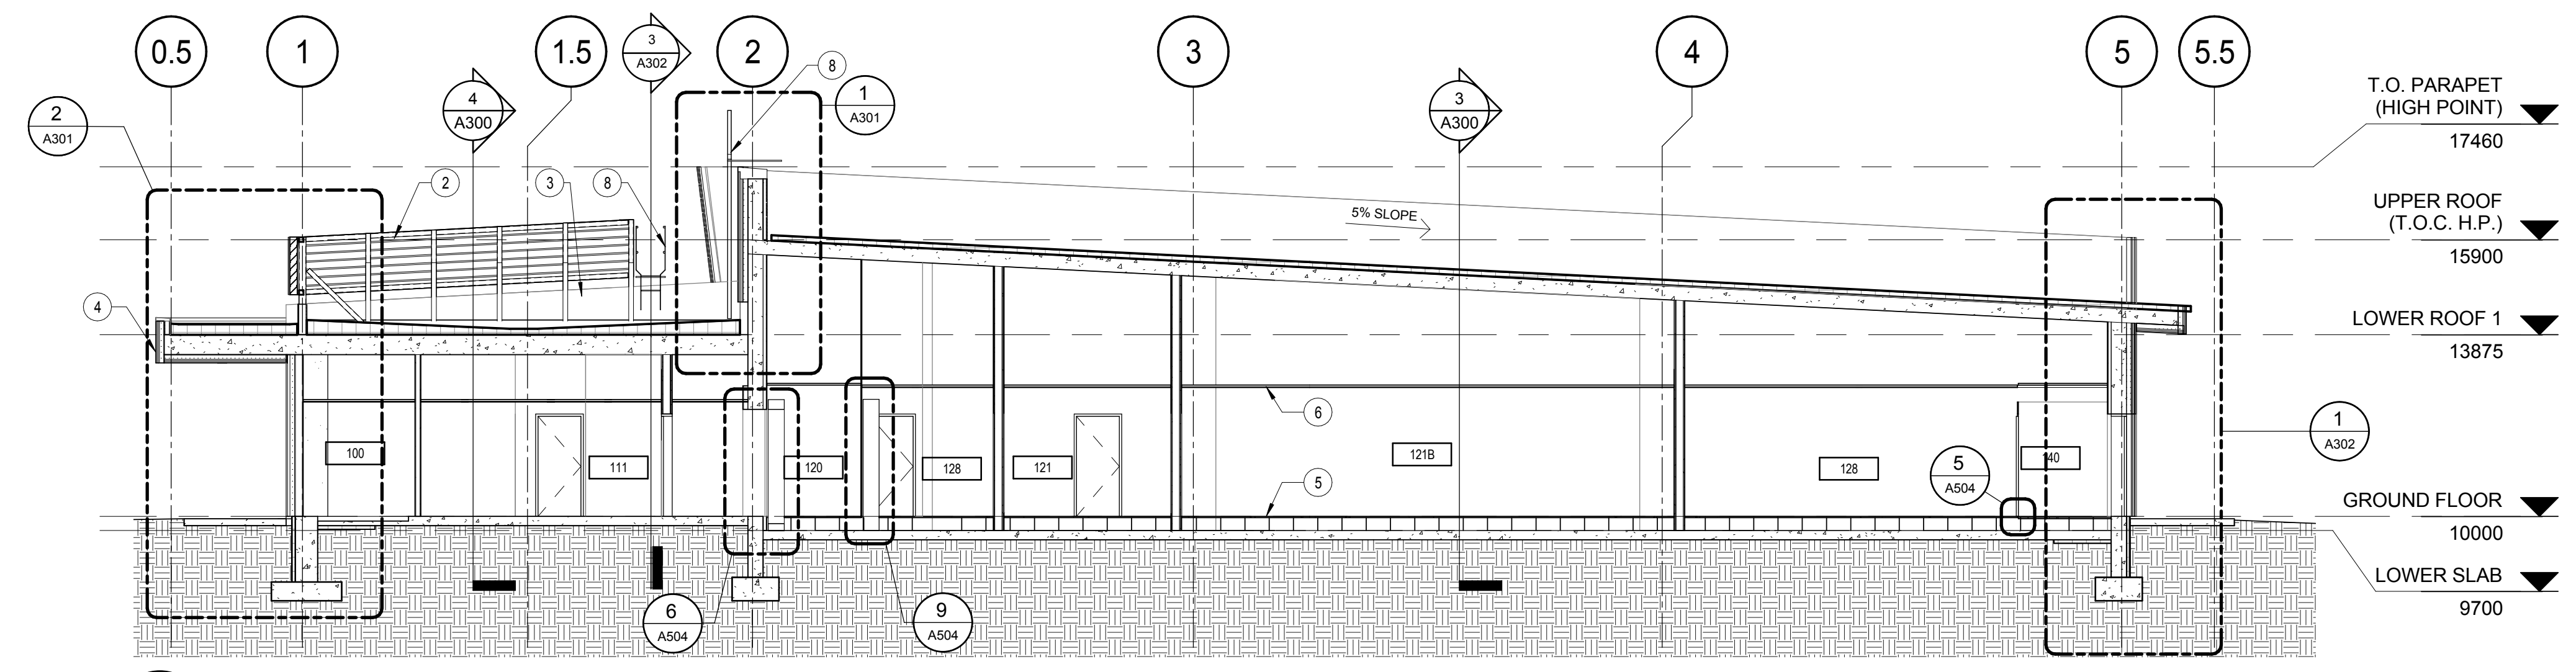 0.5
1
1.5
3
A302
2
3
4
5
5.5
8
1
A301
2
A301
4
A300
3
A300
T.O. PARAPET
(HIGH POINT)
17460
2
3
8
5% SLOPE
UPPER ROOF
(T.O.C. H.P.)
15900
4
LOWER ROOF 1
13875
6
1
A302
100
111
120
128
121
121B
128
140
5
A504
5
GROUND FLOOR
10000
LOWER SLAB
9700
6
A504
9
A504